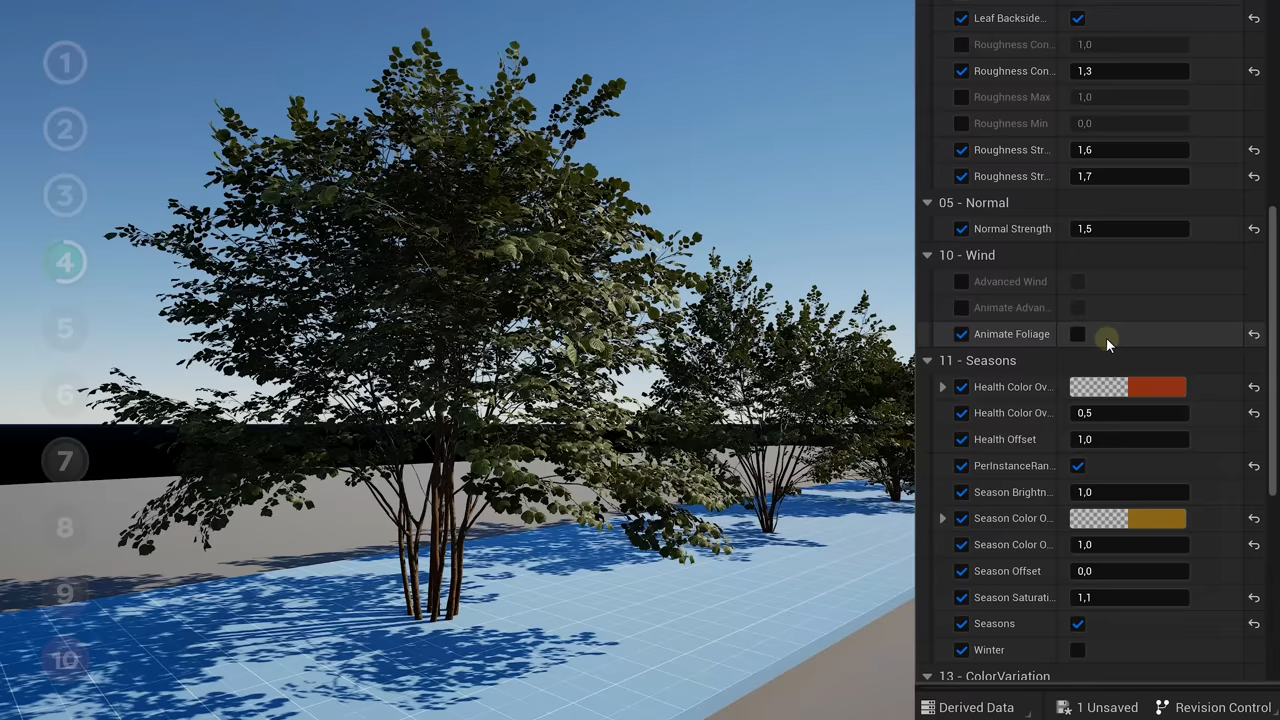 1
2
3
4
5
6
7
8
9
10
Leaf Backside...
Roughness Con... 1,0
Roughness Con... 1,3
Roughness Max 1,0
Roughness Min 0,0
Roughness Str... 1,6
Roughness Str... 1,7
05 - Normal
Normal Strength 1,5
10 - Wind
Advanced Wind
Animate Advan...
Animate Foliage
11 - Seasons
Health Color Ov...
Health Color Ov... 0,5
Health Offset 1,0
PerInstanceRan...
Season Brightn... 1,0
Season Color O...
Season Color O... 1,0
Season Offset 0,0
Season Saturati... 1,1
Seasons
Winter
13 - ColorVariation
Derived Data 1 Unsaved Revision Control